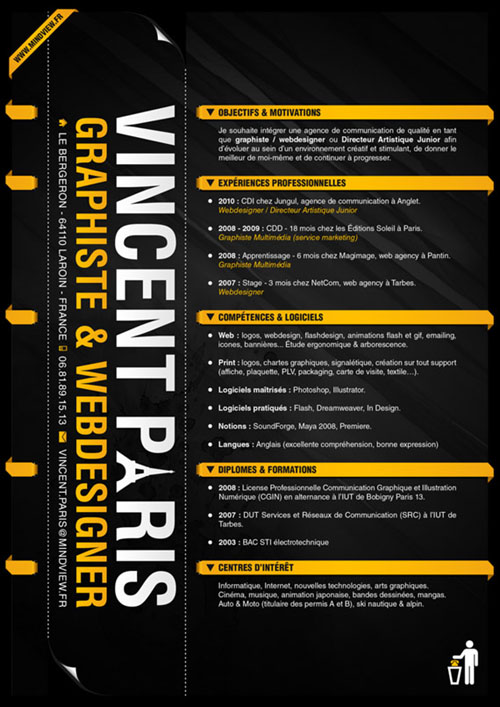 WWW.MINDVIEW.FR
VINCENT PARIS
GRAPHISTE & WEBDESIGNER
LE BERGERON - 64110 LAROIN - FRANCE 06.81.89.15.13 VINCENT.PARIS@MINDVIEW.FR
OBJECTIFS & MOTIVATIONS
Je souhaite intégrer une agence de communication de qualité en tant
que graphiste / webdesigner ou Directeur Artistique Junior afin
d'évoluer au sein d'un environnement créatif et stimulant, de donner le
meilleur de moi-même et de continuer à progresser.
EXPÉRIENCES PROFESSIONNELLES
2010 : CDI chez Jungul, agence de communication à Anglet.
Webdesigner / Directeur Artistique Junior
2008 - 2009 : CDD - 18 mois chez les Éditions Soleil à Paris.
Graphiste Multimédia (service marketing)
2008 : Apprentissage - 6 mois chez Magimage, web agency à Pantin.
Graphiste Multimédia
2007 : Stage - 3 mois chez NetCom, web agency à Tarbes.
Webdesigner
COMPÉTENCES & LOGICIELS
Web : logos, webdesign, flashdesign, animations flash et gif, emailing,
icones, bannières... Étude ergonomique & arborescence.
Print : logos, chartes graphiques, signalétique, création sur tout support
(affiche, plaquette, PLV, packaging, carte de visite, textile…).
Logiciels maîtrisés : Photoshop, Illustrator.
Logiciels pratiqués : Flash, Dreamweaver, In Design.
Notions : SoundForge, Maya 2008, Premiere.
Langues : Anglais (excellente compréhension, bonne expression)
DIPLOMES & FORMATIONS
2008 : License Professionnelle Communication Graphique et Illustration
Numérique (CGIN) en alternance à l'IUT de Bobigny Paris 13.
2007 : DUT Services et Réseaux de Communication (SRC) à l'IUT de
Tarbes.
2003 : BAC STI électrotechnique
CENTRES D'INTÉRÊT
Informatique, Internet, nouvelles technologies, arts graphiques.
Cinéma, musique, animation japonaise, bandes dessinées, mangas.
Auto & Moto (titulaire des permis A et B), ski nautique & alpin.